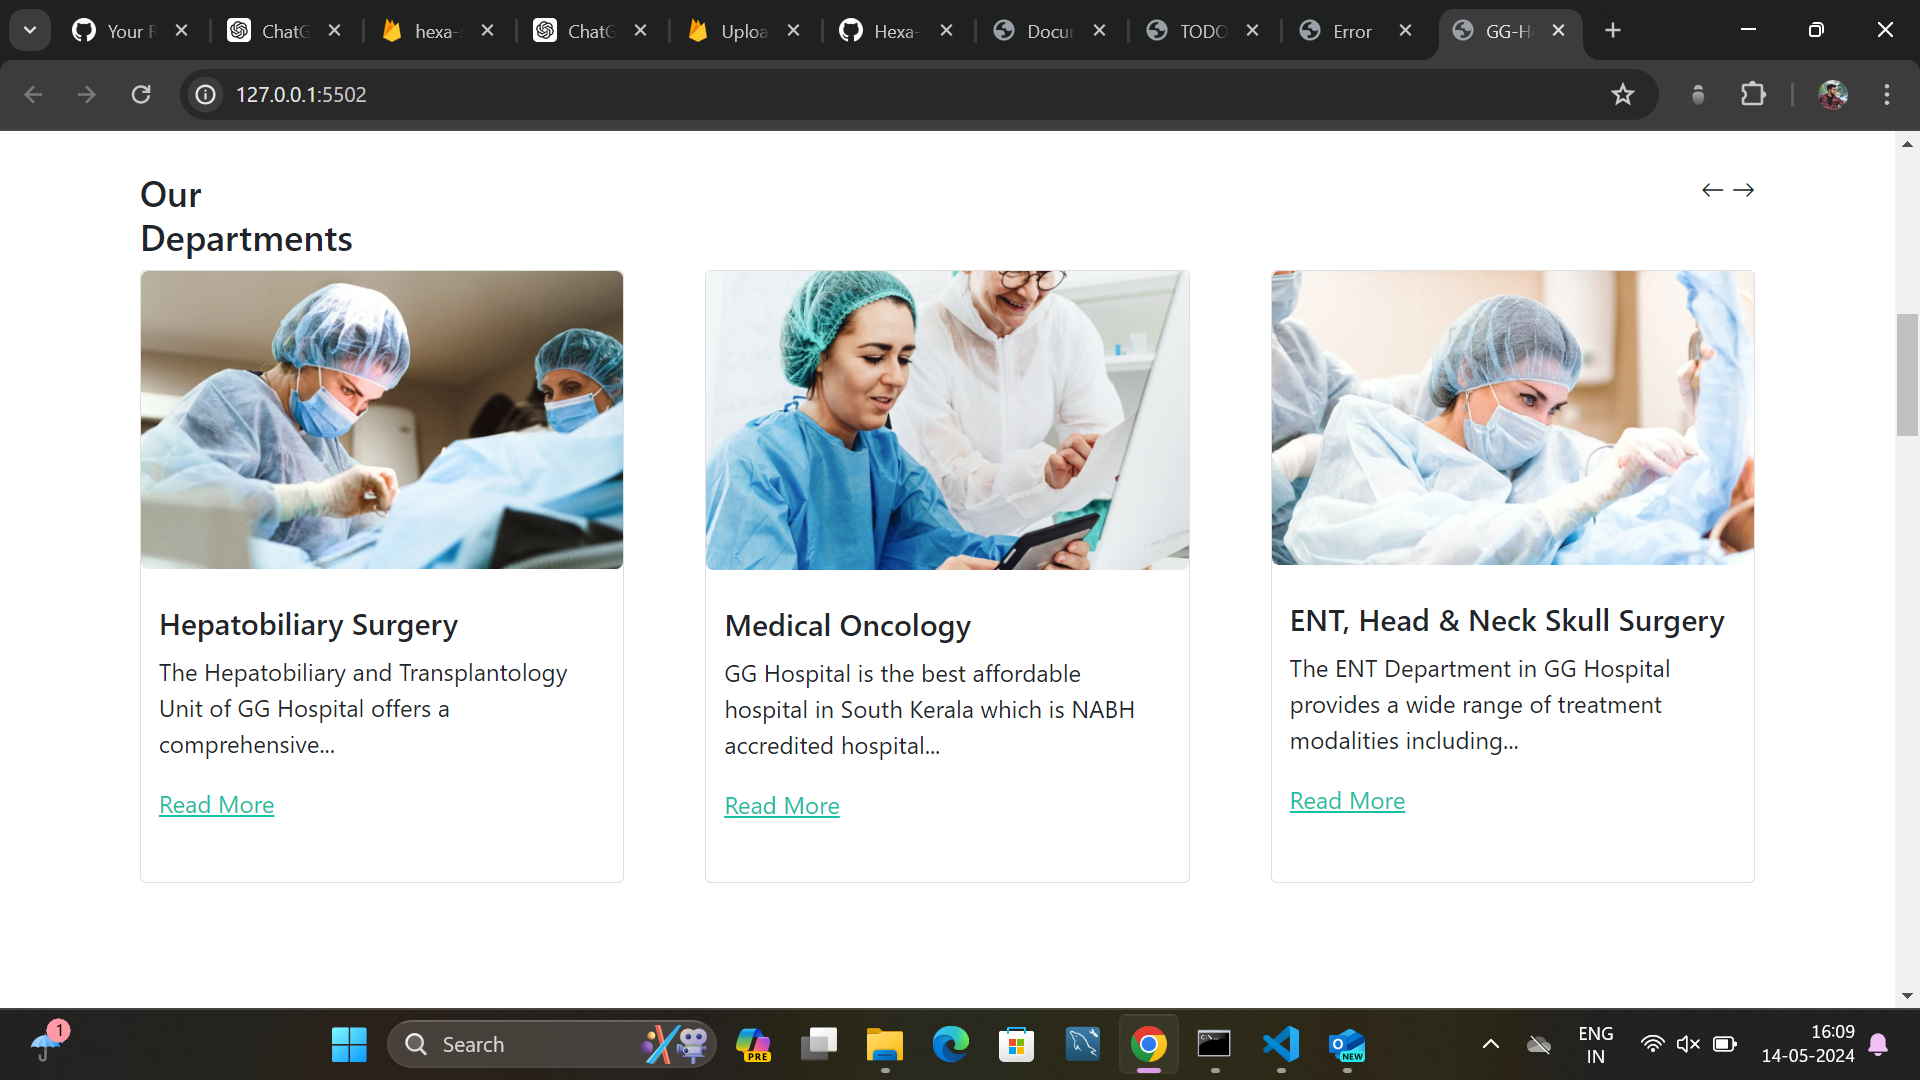 Your R
ChatG
hexa-
ChatG
Uploa
Hexa-
Docu
TODO
Error
GG-H
127.0.0.1:5502
Our
Departments
Hepatobiliary Surgery
The Hepatobiliary and Transplantology
Unit of GG Hospital offers a
comprehensive...
Read More
Medical Oncology
GG Hospital is the best affordable
hospital in South Kerala which is NABH
accredited hospital...
Read More
ENT, Head & Neck Skull Surgery
The ENT Department in GG Hospital
provides a wide range of treatment
modalities including...
Read More
1
Search
PRE
NEW
ENG
IN
16:09
14-05-2024